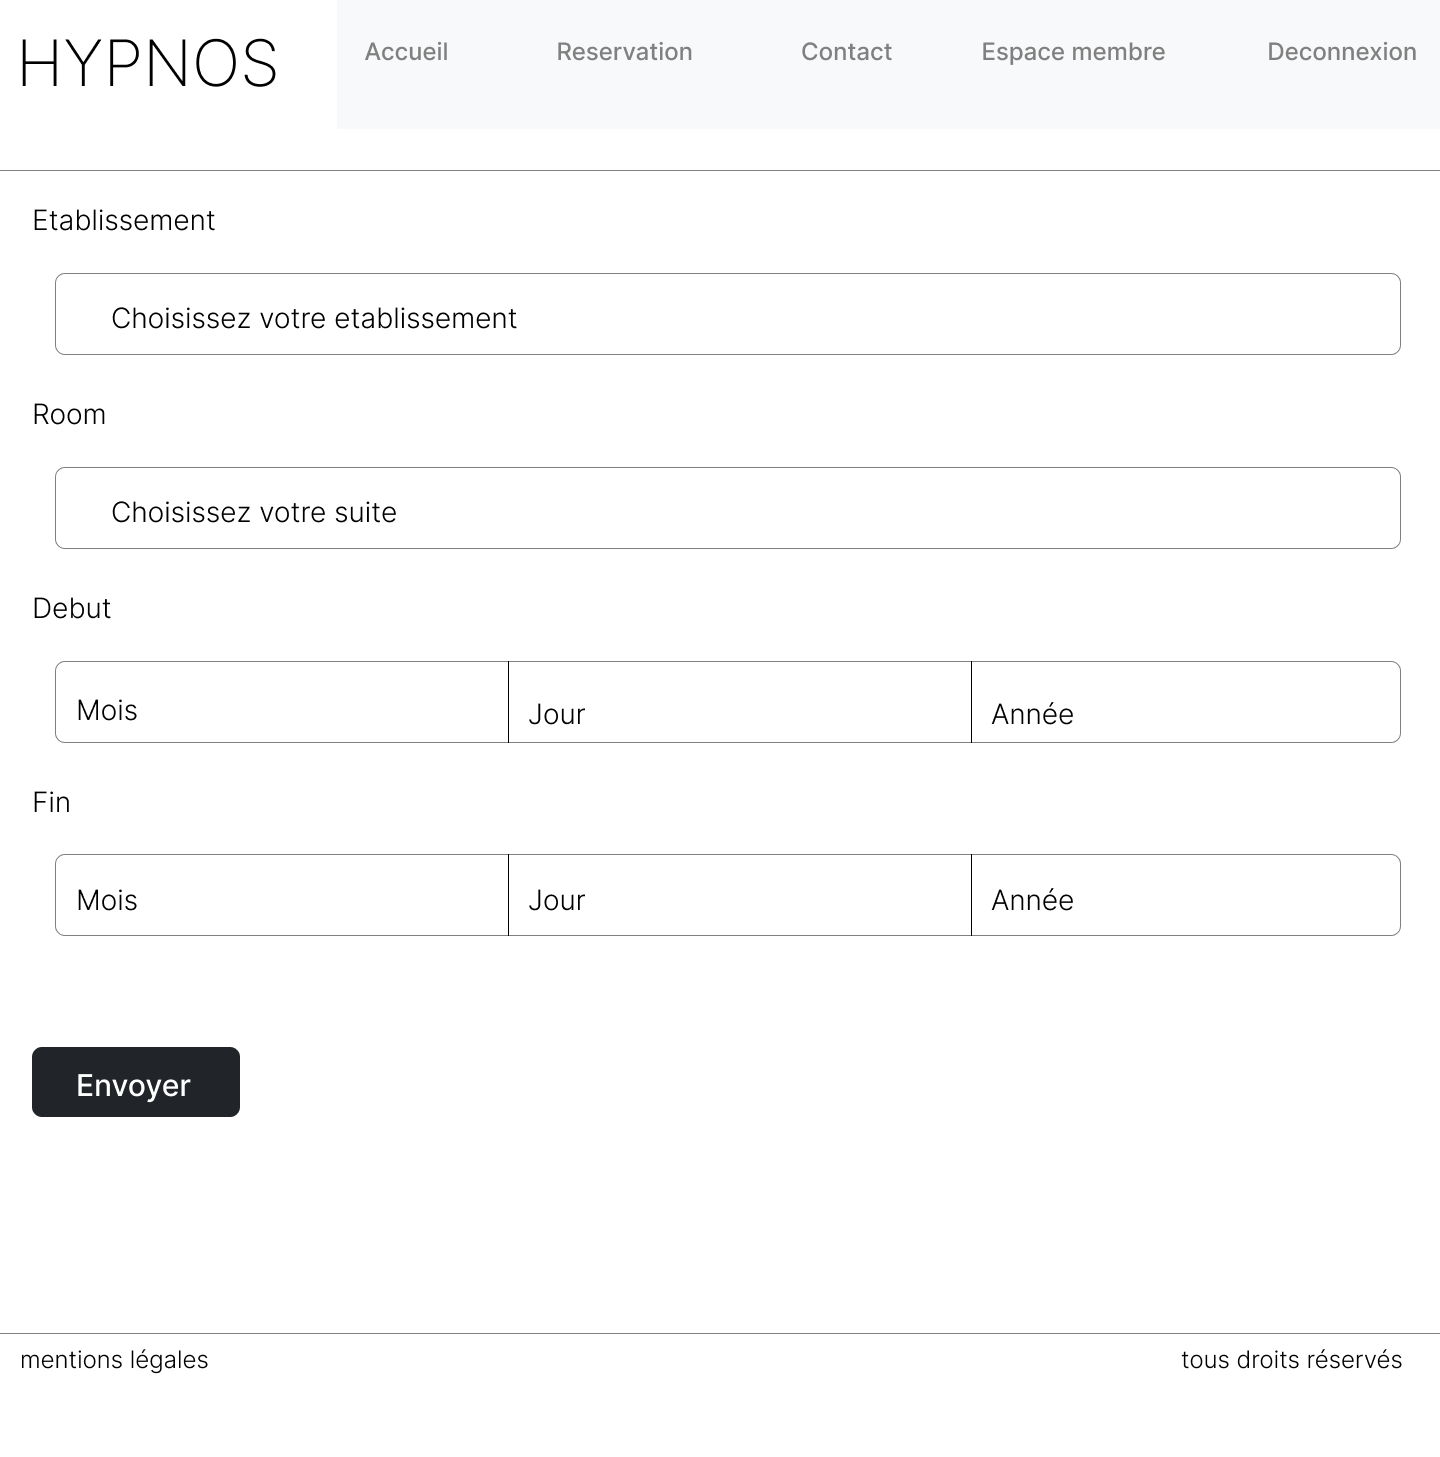 HYPNOS
Accueil Reservation Contact Espace membre Deconnexion
Etablissement
Choisissez votre etablissement
Room
Choisissez votre suite
Debut
Mois Jour Année
Fin
Mois Jour Année
Envoyer
mentions légales tous droits réservés